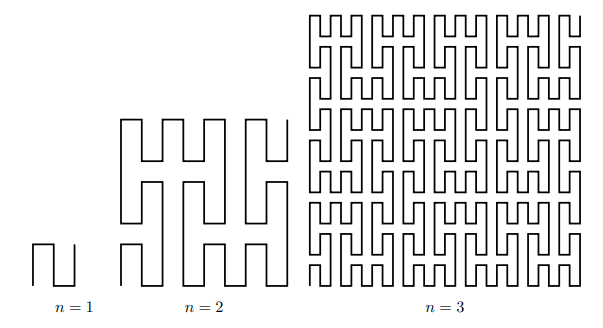 n = 1
n = 2
n = 3